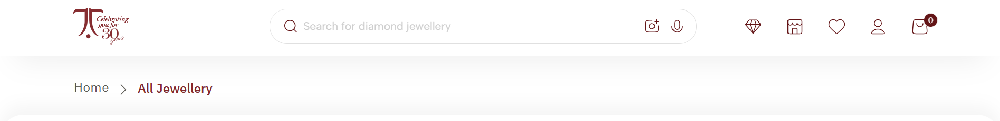 Celebrating
you for
30
years
Search for diamond jewellery
0
Home
All Jewellery